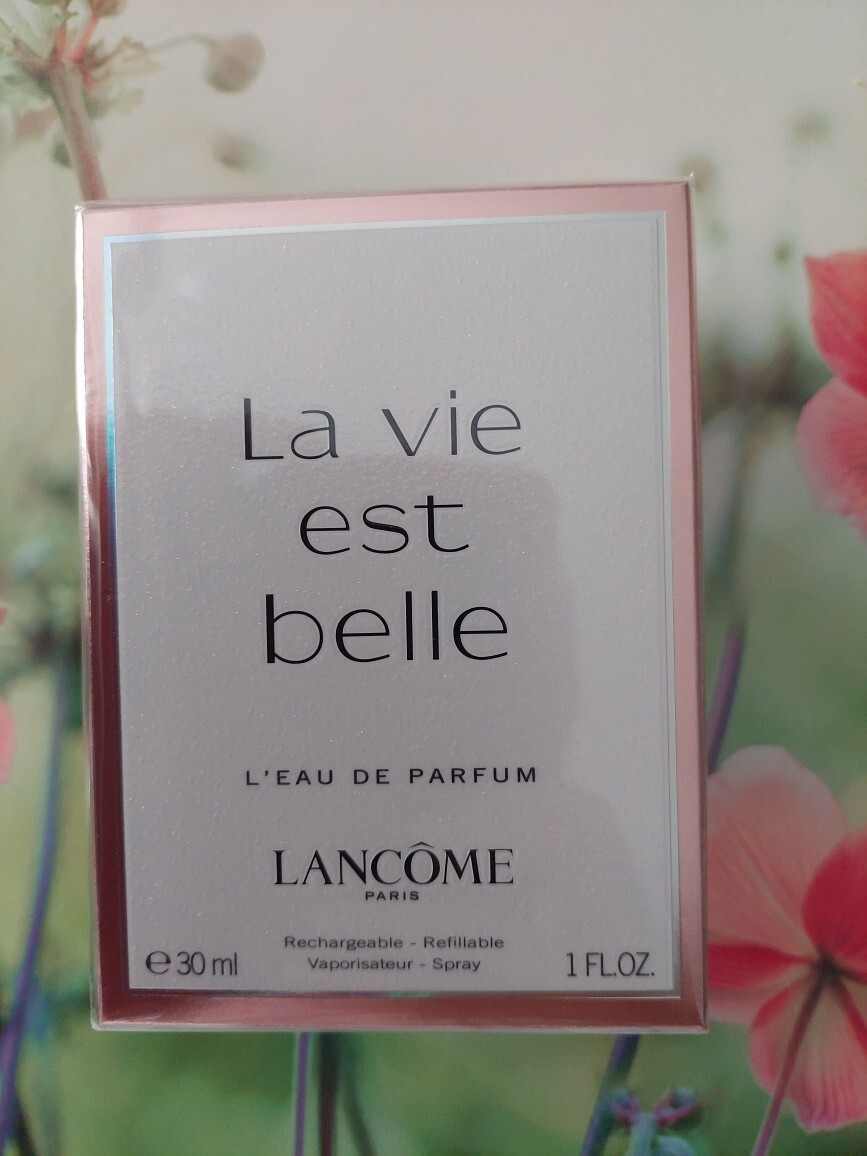 La vie
est
belle
L'EAU DE PARFUM
LANCÔME
PARIS
Rechargeable - Refillable
Vaporisateur - Spray
℮ 30 ml
1 FL.OZ.